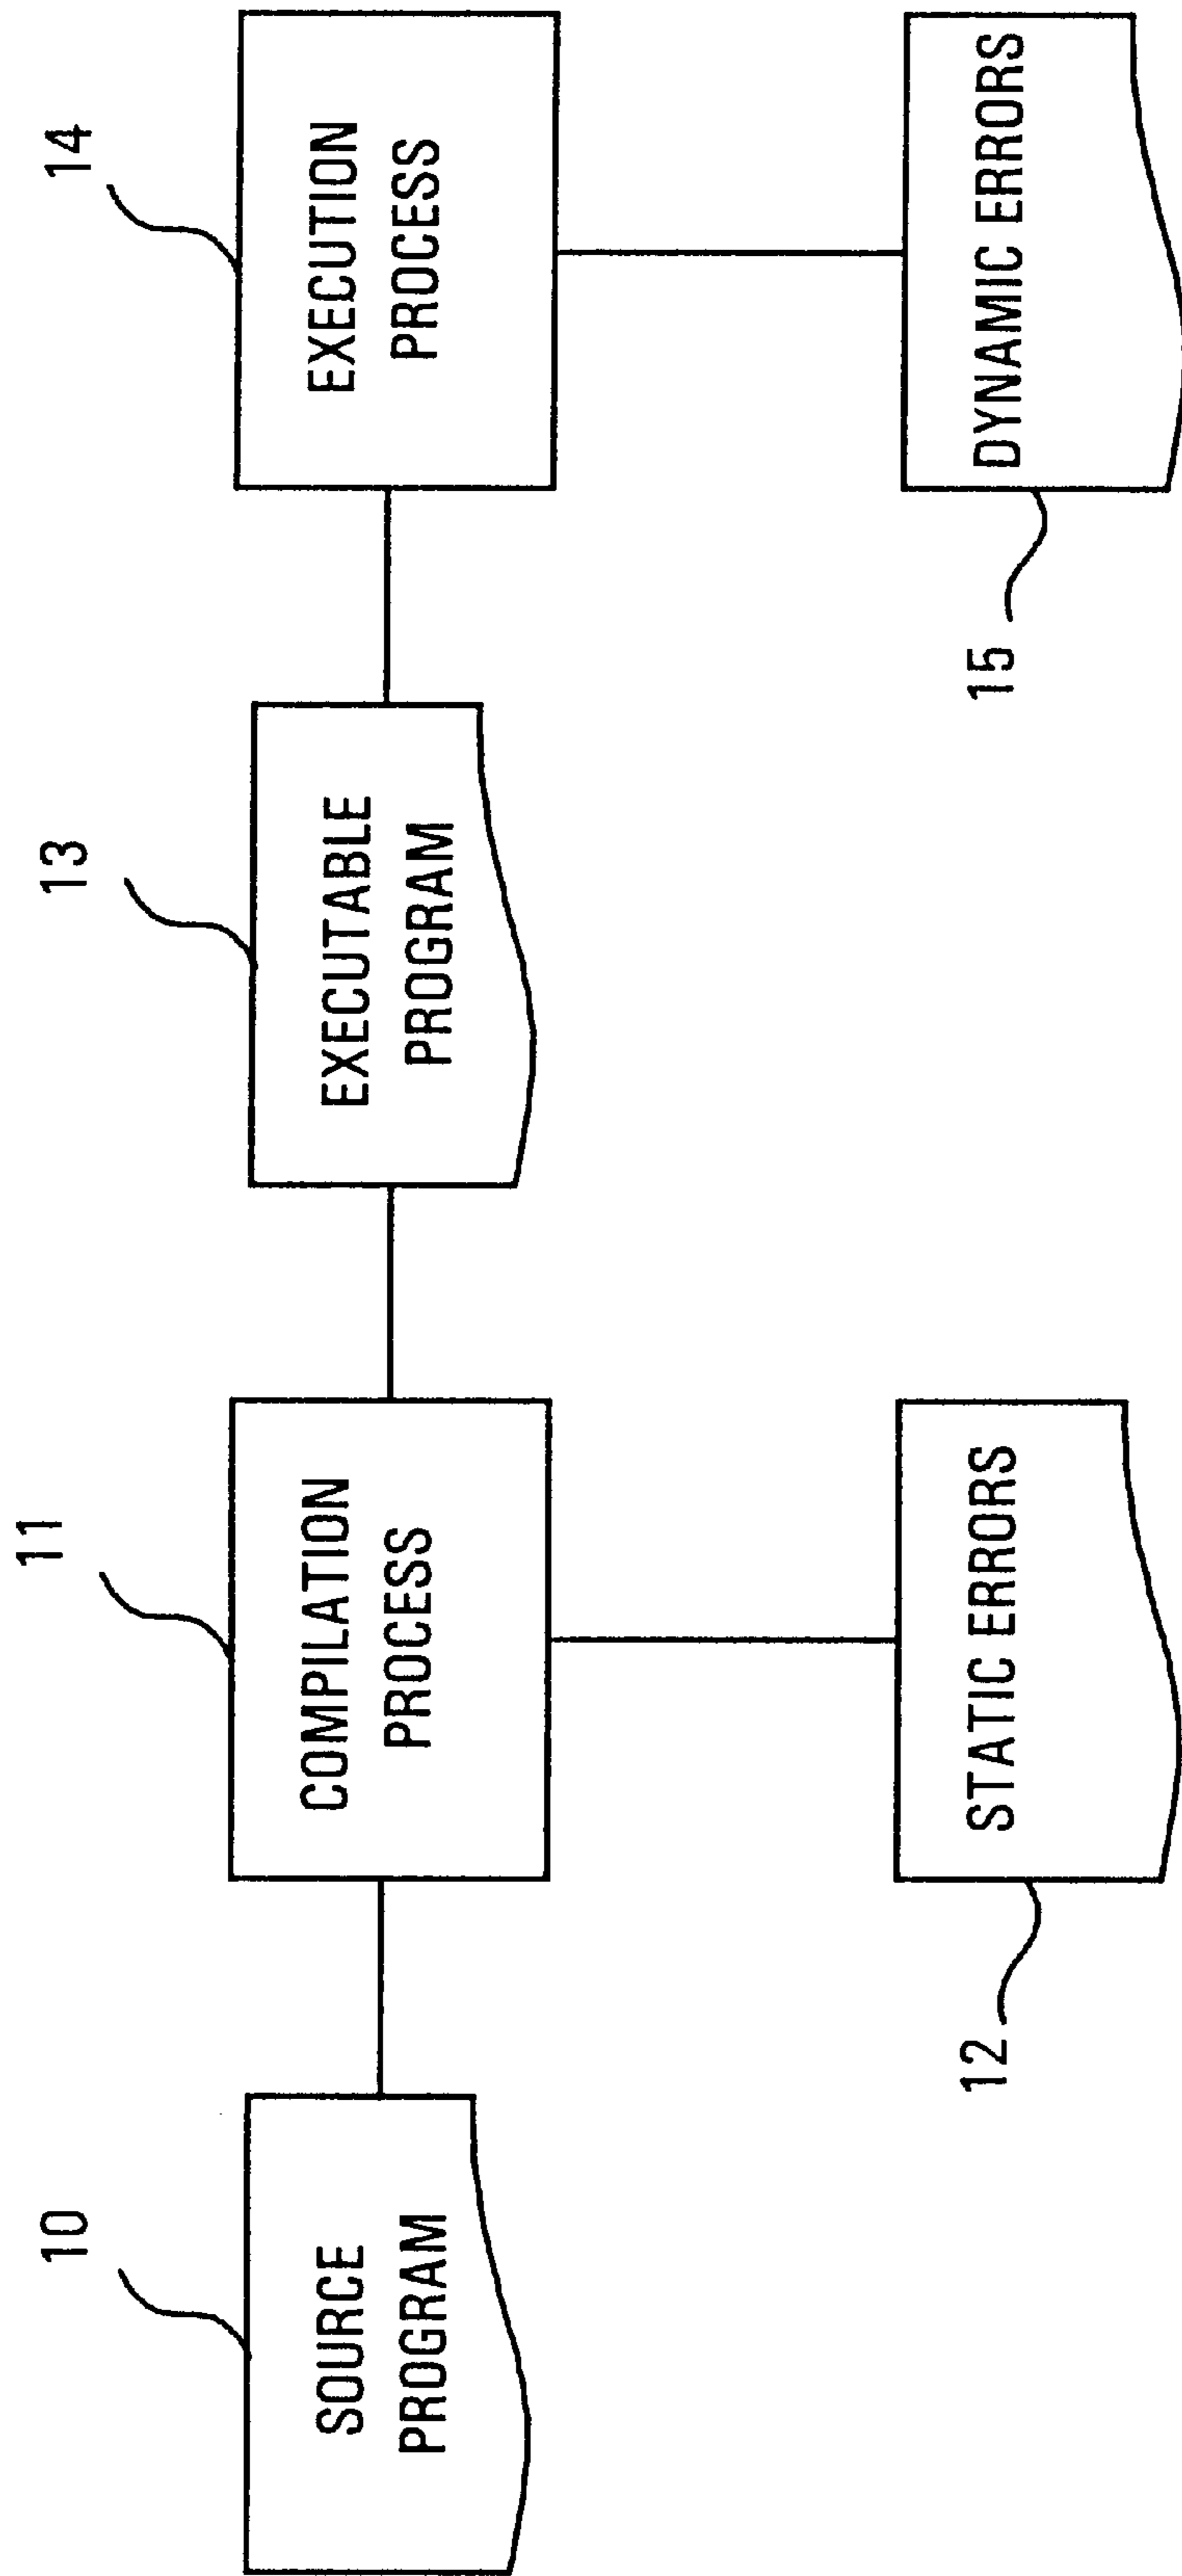 10
SOURCE
PROGRAM
11
COMPILATION
PROCESS
12
STATIC ERRORS
13
EXECUTABLE
PROGRAM
14
EXECUTION
PROCESS
15
DYNAMIC ERRORS